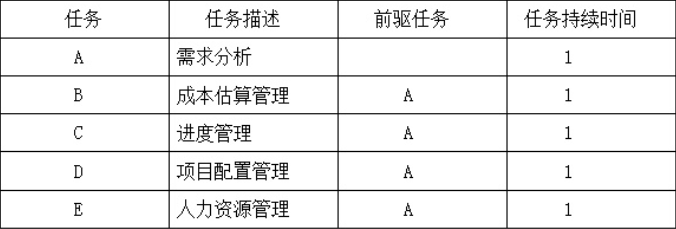 任务 任务描述 前驱任务 任务持续时间
A 需求分析 1
B 成本估算管理 A 1
C 进度管理 A 1
D 项目配置管理 A 1
E 人力资源管理 A 1